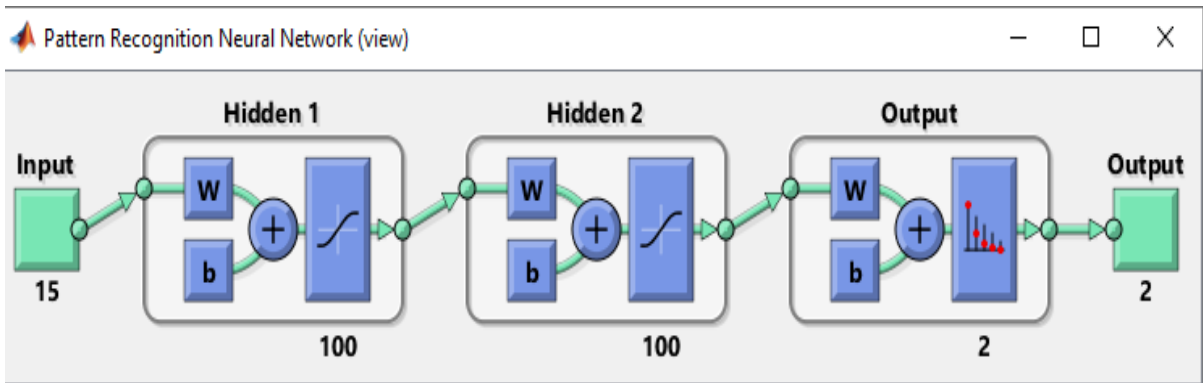 Pattern Recognition Neural Network (view)
Hidden 1
Hidden 2
Output
Input
Output
W
W
W
+
+
+
b
b
b
15
2
100
100
2